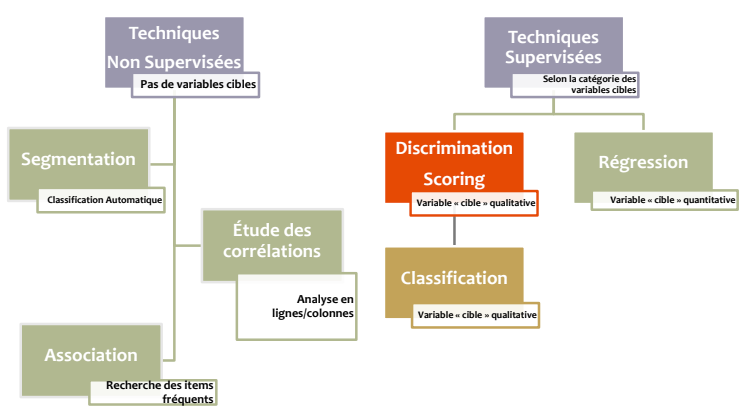 Techniques
Non Supervisées
Pas de variables cibles
Segmentation
Classification Automatique
Étude des
corrélations
Analyse en
lignes/colonnes
Association
Recherche des items
fréquents
Techniques
Supervisées
Selon la catégorie des
variables cibles
Discrimination
Scoring
Variable « cible » qualitative
Régression
Variable « cible » quantitative
Classification
Variable « cible » qualitative